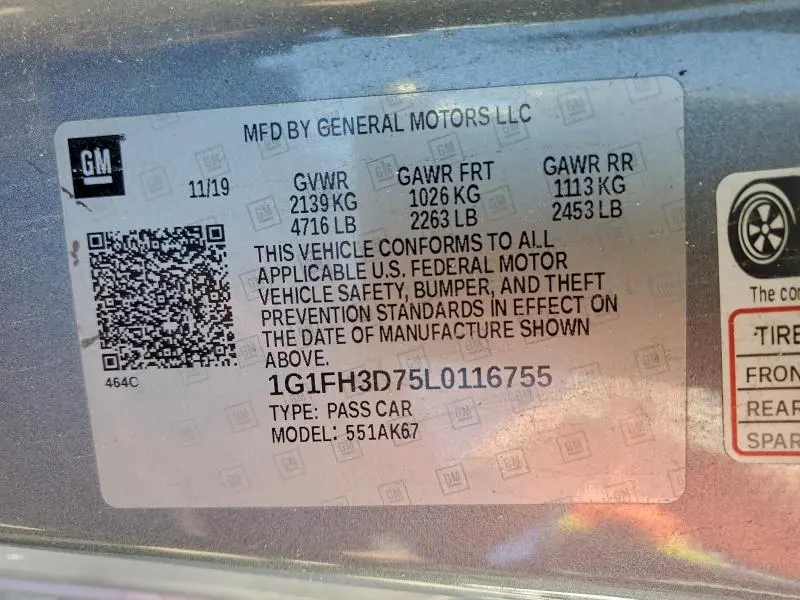 MFD BY GENERAL MOTORS LLC
GM
11/19
GVWR
2139 KG
4716 LB
GAWR FRT
1026 KG
2263 LB
GAWR RR
1113 KG
2453 LB
THIS VEHICLE CONFORMS TO ALL
APPLICABLE U.S. FEDERAL MOTOR
VEHICLE SAFETY, BUMPER, AND THEFT
PREVENTION STANDARDS IN EFFECT ON
THE DATE OF MANUFACTURE SHOWN
ABOVE.
464C
1G1FH3D75L0116755
TYPE: PASS CAR
MODEL: 551AK67
The co
TIRE
FRON
REAR
SPAR